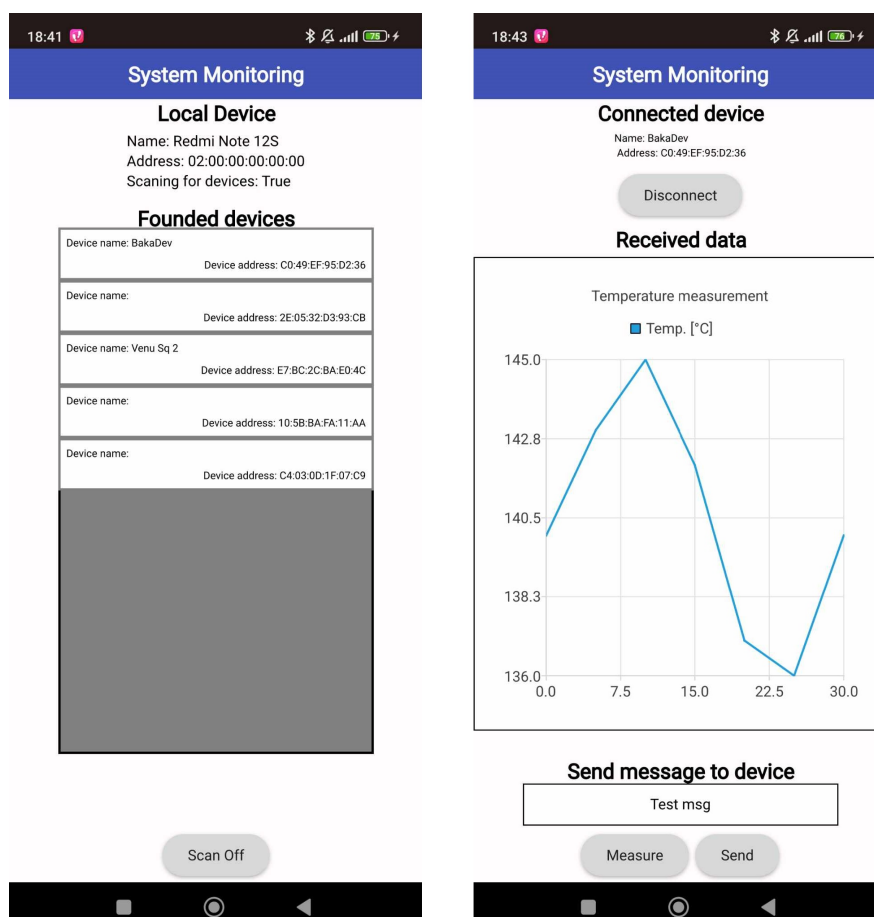 18:41
75
System Monitoring
Local Device
Name: Redmi Note 12S
Address: 02:00:00:00:00:00
Scaning for devices: True
Founded devices
Device name: BakaDev
Device address: C0:49:EF:95:D2:36
Device name:
Device address: 2E:05:32:D3:93:CB
Device name: Venu Sq 2
Device address: E7:BC:2C:BA:E0:4C
Device name:
Device address: 10:5B:BA:FA:11:AA
Device name:
Device address: C4:03:0D:1F:07:C9
Scan Off
18:43
76
System Monitoring
Connected device
Name: BakaDev
Address: C0:49:EF:95:D2:36
Disconnect
Received data
Temperature measurement
Temp. [°C]
145.0
142.8
140.5
138.3
136.0
0.0 7.5 15.0 22.5 30.0
Send message to device
Test msg
Measure Send